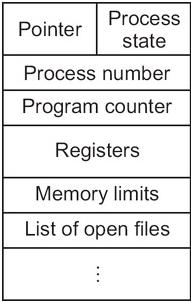 Pointer
Process
state
Process number
Program counter
Registers
Memory limits
List of open files
⋮